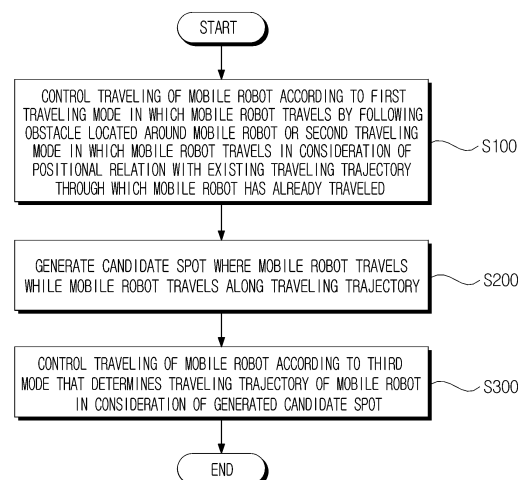 START
CONTROL TRAVELING OF MOBILE ROBOT ACCORDING TO FIRST
TRAVELING MODE IN WHICH MOBILE ROBOT TRAVELS BY FOLLOWING
OBSTACLE LOCATED AROUND MOBILE ROBOT OR SECOND TRAVELING
MODE IN WHICH MOBILE ROBOT TRAVELS IN CONSIDERATION OF
POSITIONAL RELATION WITH EXISTING TRAVELING TRAJECTORY
THROUGH WHICH MOBILE ROBOT HAS ALREADY TRAVELED
S100
GENERATE CANDIDATE SPOT WHERE MOBILE ROBOT TRAVELS
WHILE MOBILE ROBOT TRAVELS ALONG TRAVELING TRAJECTORY
S200
CONTROL TRAVELING OF MOBILE ROBOT ACCORDING TO THIRD
MODE THAT DETERMINES TRAVELING TRAJECTORY OF MOBILE ROBOT
IN CONSIDERATION OF GENERATED CANDIDATE SPOT
S300
END